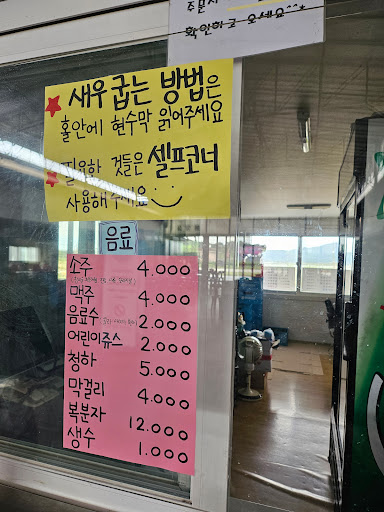 주문시
확인하고 오세요^^
★ 새우 굽는 방법은
홀안에 현수막 읽어주세요
★ 필요한 것들은 셀프코너
사용해주세요
음료
소주 4.000
맥주 4.000
음료수 2.000
어린이쥬스 2.000
청하 5.000
막걸리 4.000
복분자 12.000
생수 1.000